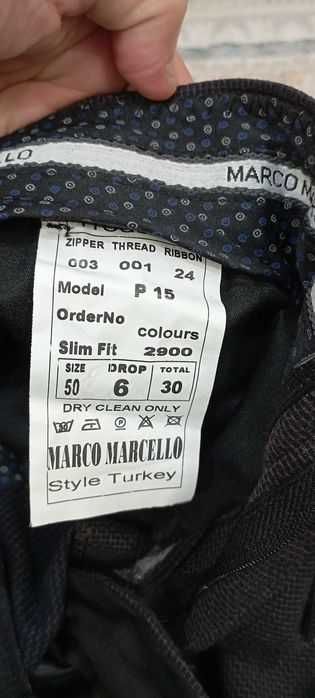 LLO
MARCO M
ZIPPER THREAD RIBBON
003 001 24
Model P 15
OrderNo
colours
Slim Fit 2900
SIZE DROP TOTAL
50 6 30
DRY CLEAN ONLY
MARCO MARCELLO
Style Turkey